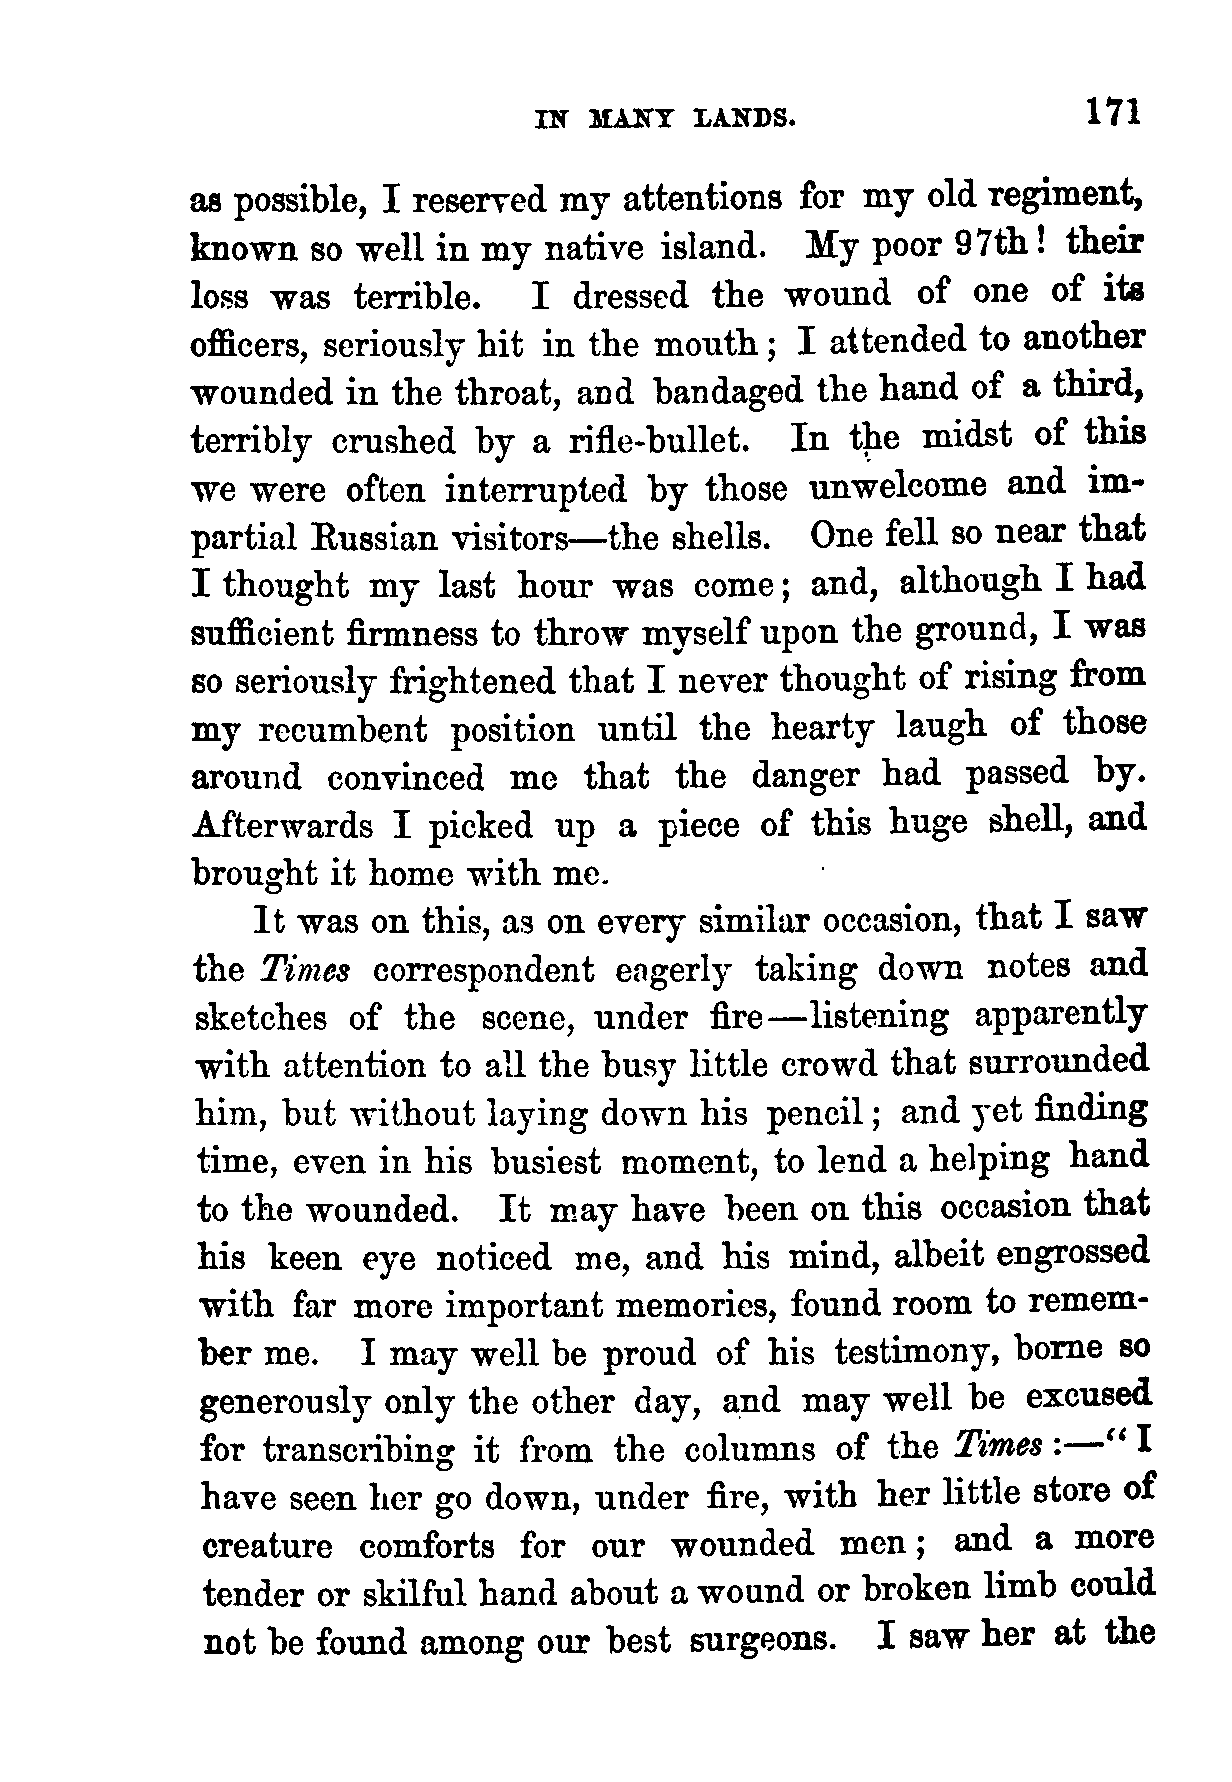 IN MANY LANDS. 171
as possible, I reserved my attentions for my old regiment,
known so well in my native island. My poor 97th! their
loss was terrible. I dressed the wound of one of its
officers, seriously hit in the mouth; I attended to another
wounded in the throat, and bandaged the hand of a third,
terribly crushed by a rifle-bullet. In the midst of this
we were often interrupted by those unwelcome and im-
partial Russian visitors—the shells. One fell so near that
I thought my last hour was come; and, although I had
sufficient firmness to throw myself upon the ground, I was
so seriously frightened that I never thought of rising from
my recumbent position until the hearty laugh of those
around convinced me that the danger had passed by.
Afterwards I picked up a piece of this huge shell, and
brought it home with me.
It was on this, as on every similar occasion, that I saw
the Times correspondent eagerly taking down notes and
sketches of the scene, under fire—listening apparently
with attention to all the busy little crowd that surrounded
him, but without laying down his pencil; and yet finding
time, even in his busiest moment, to lend a helping hand
to the wounded. It may have been on this occasion that
his keen eye noticed me, and his mind, albeit engrossed
with far more important memories, found room to remem-
ber me. I may well be proud of his testimony, borne so
generously only the other day, and may well be excused
for transcribing it from the columns of the Times:—"I
have seen her go down, under fire, with her little store of
creature comforts for our wounded men; and a more
tender or skilful hand about a wound or broken limb could
not be found among our best surgeons. I saw her at the